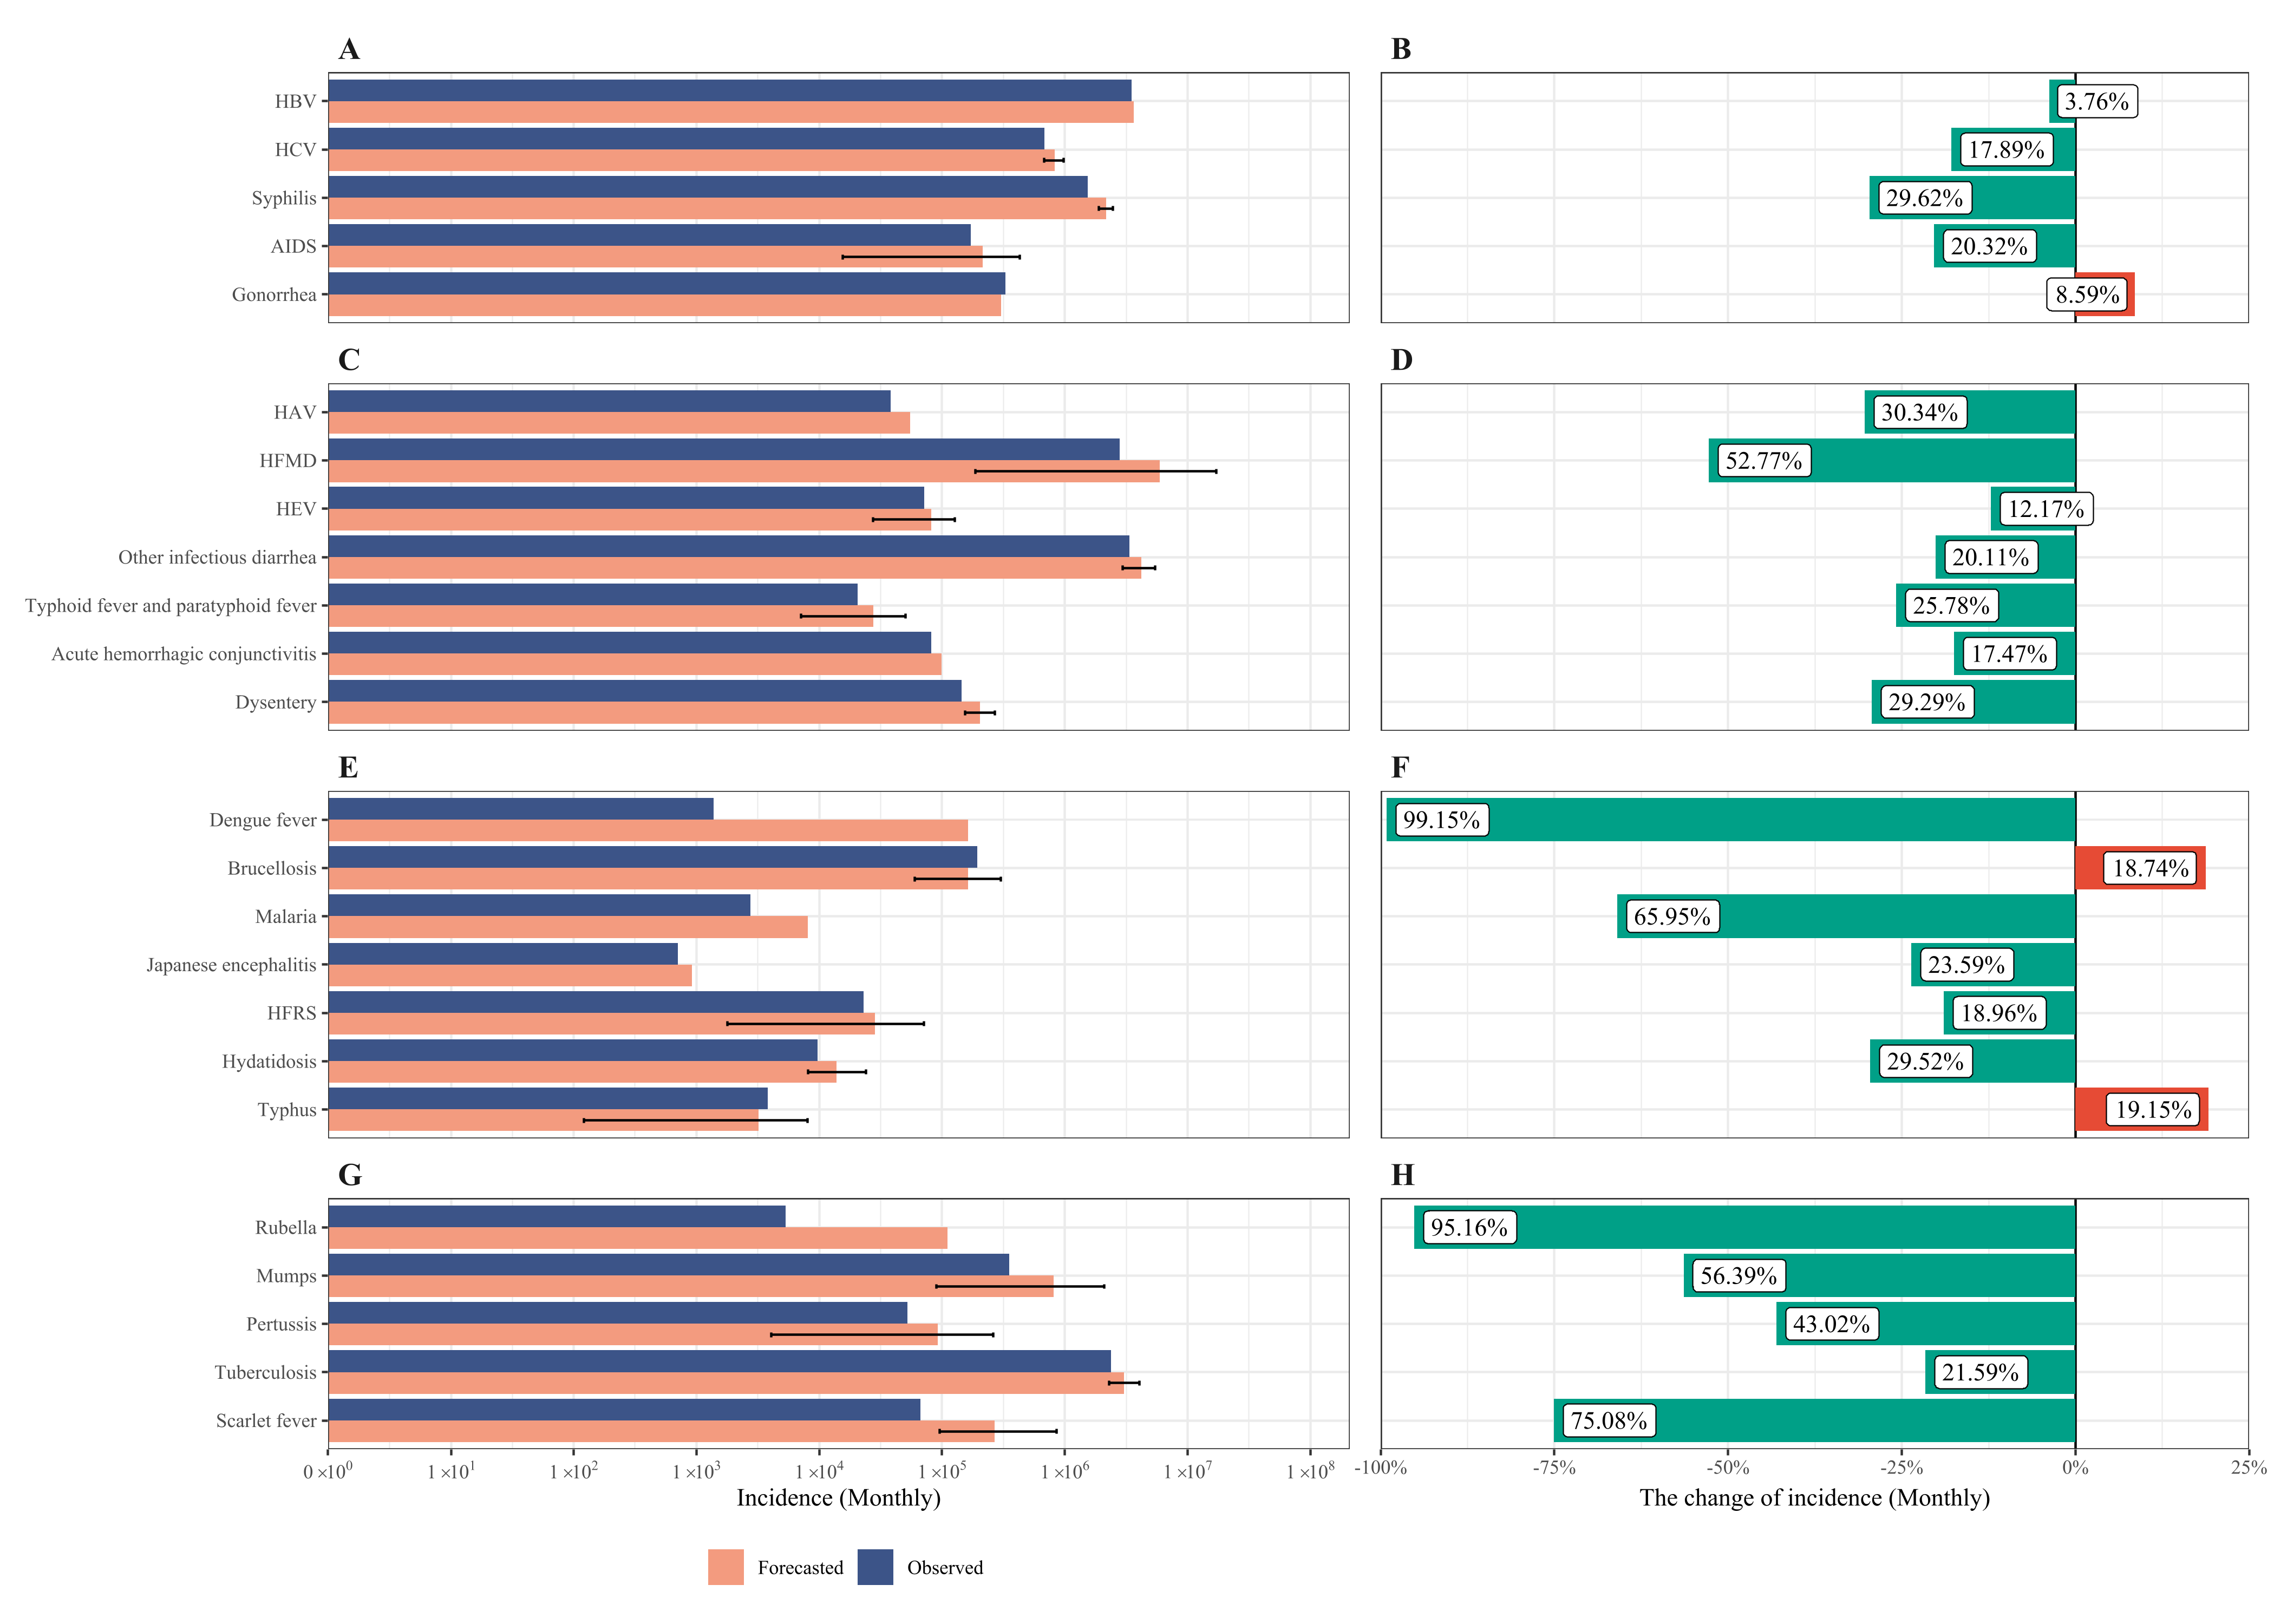 A
B
HBV
3.76%
HCV
17.89%
Syphilis
29.62%
AIDS
20.32%
Gonorrhea
8.59%
C
D
HAV
30.34%
HFMD
52.77%
HEV
12.17%
Other infectious diarrhea
20.11%
Typhoid fever and paratyphoid fever
25.78%
Acute hemorrhagic conjunctivitis
17.47%
Dysentery
29.29%
E
F
Dengue fever
99.15%
Brucellosis
18.74%
Malaria
65.95%
Japanese encephalitis
23.59%
HFRS
18.96%
Hydatidosis
29.52%
Typhus
19.15%
G
H
Rubella
95.16%
Mumps
56.39%
Pertussis
43.02%
Tuberculosis
21.59%
Scarlet fever
75.08%
0 ×10⁰ 1 ×10¹ 1 ×10² 1 ×10³ 1 ×10⁴ 1 ×10⁵ 1 ×10⁶ 1 ×10⁷ 1 ×10⁸
-100% -75% -50% -25% 0% 25%
Incidence (Monthly)
The change of incidence (Monthly)
Forecasted Observed